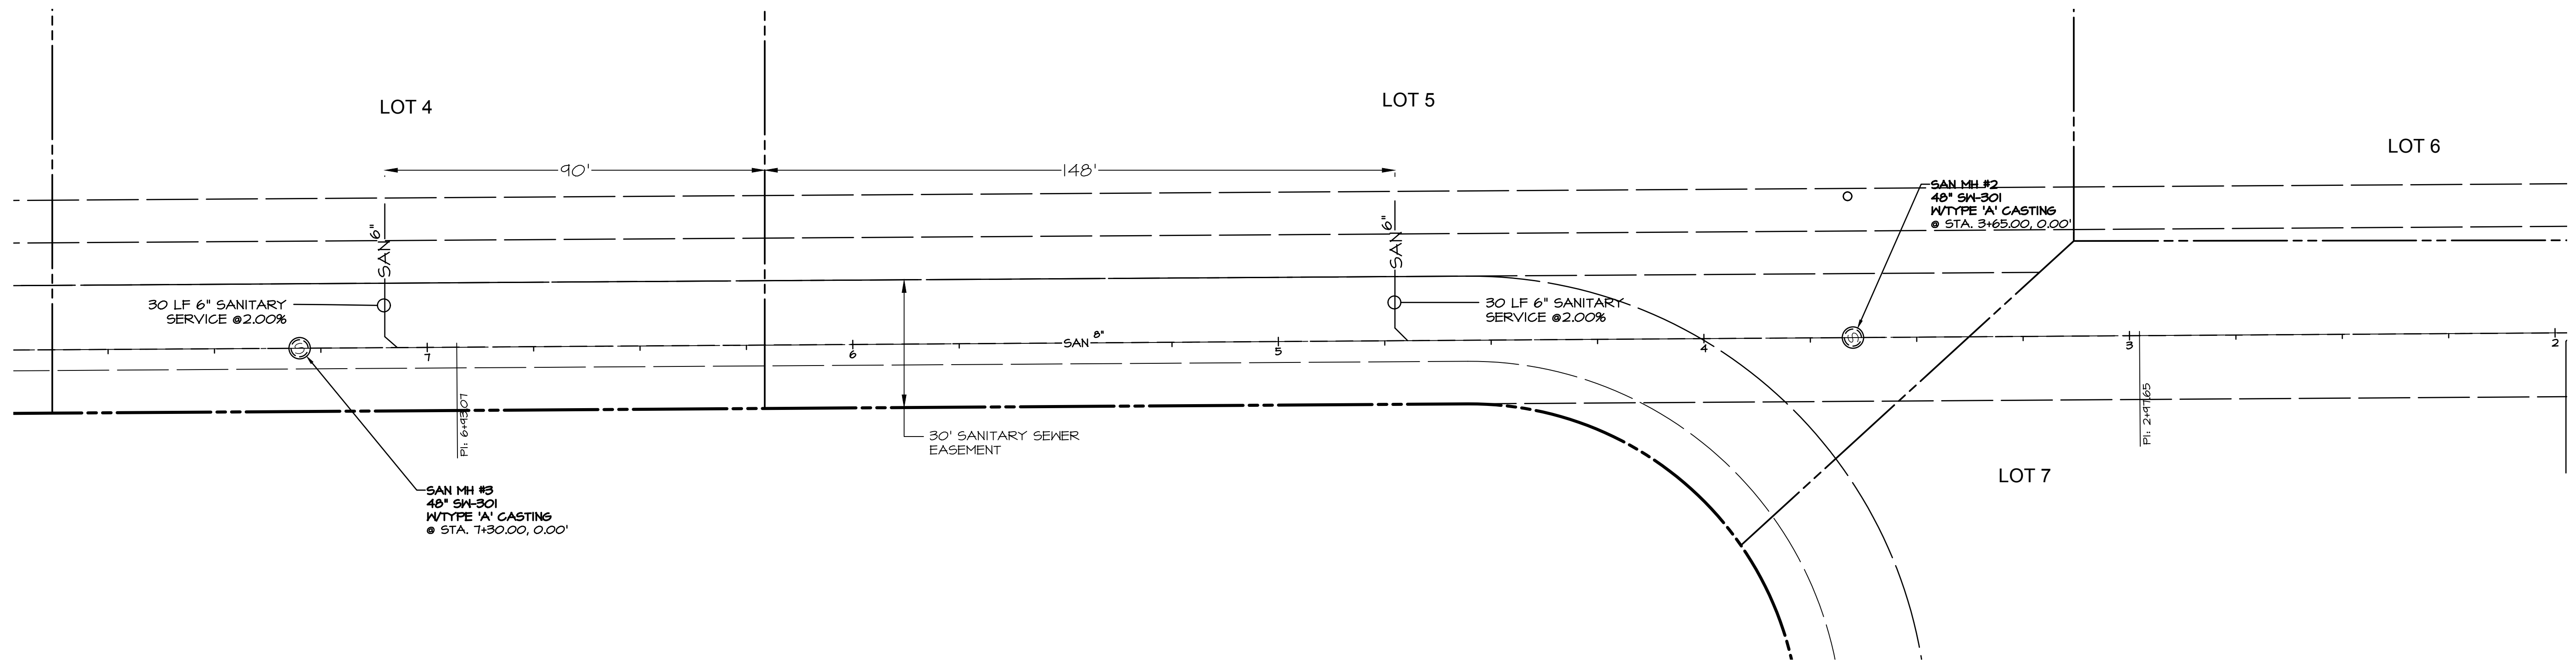 LOT 4
LOT 5
LOT 6
90'
148'
SAN 6"
SAN 6"
SAN MH #2
48" SW-301
W/TYPE 'A' CASTING
@ STA. 3+65.00, 0.00'
30 LF 6" SANITARY
SERVICE @2.00%
30 LF 6" SANITARY
SERVICE @2.00%
SAN 8"
7
6
5
4
3
2
PI: 6+93.07
PI: 2+97.65
30' SANITARY SEWER
EASEMENT
LOT 7
SAN MH #3
48" SW-301
W/TYPE 'A' CASTING
@ STA. 7+30.00, 0.00'